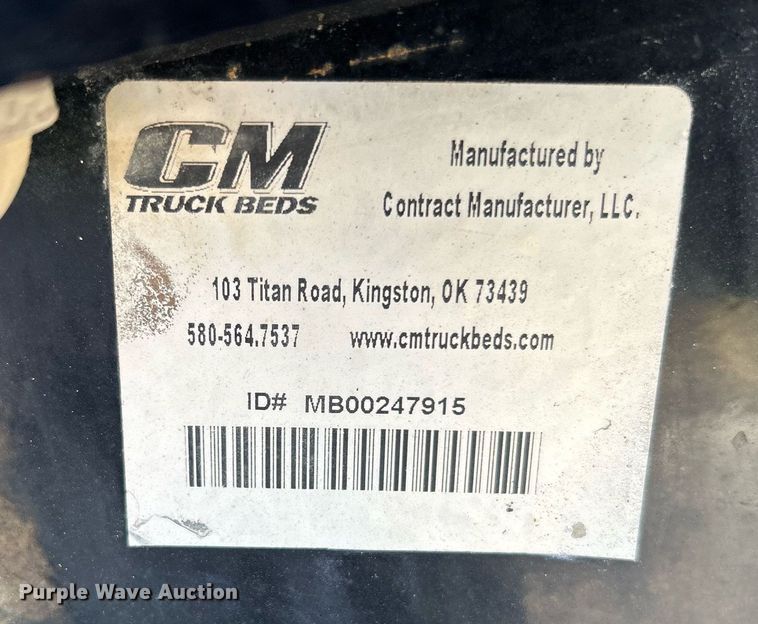 CM
TRUCK BEDS
Manufactured by
Contract Manufacturer, LLC.
103 Titan Road, Kingston, OK 73439
580-564.7537 www.cmtruckbeds.com
ID# MB00247915
Purple Wave Auction